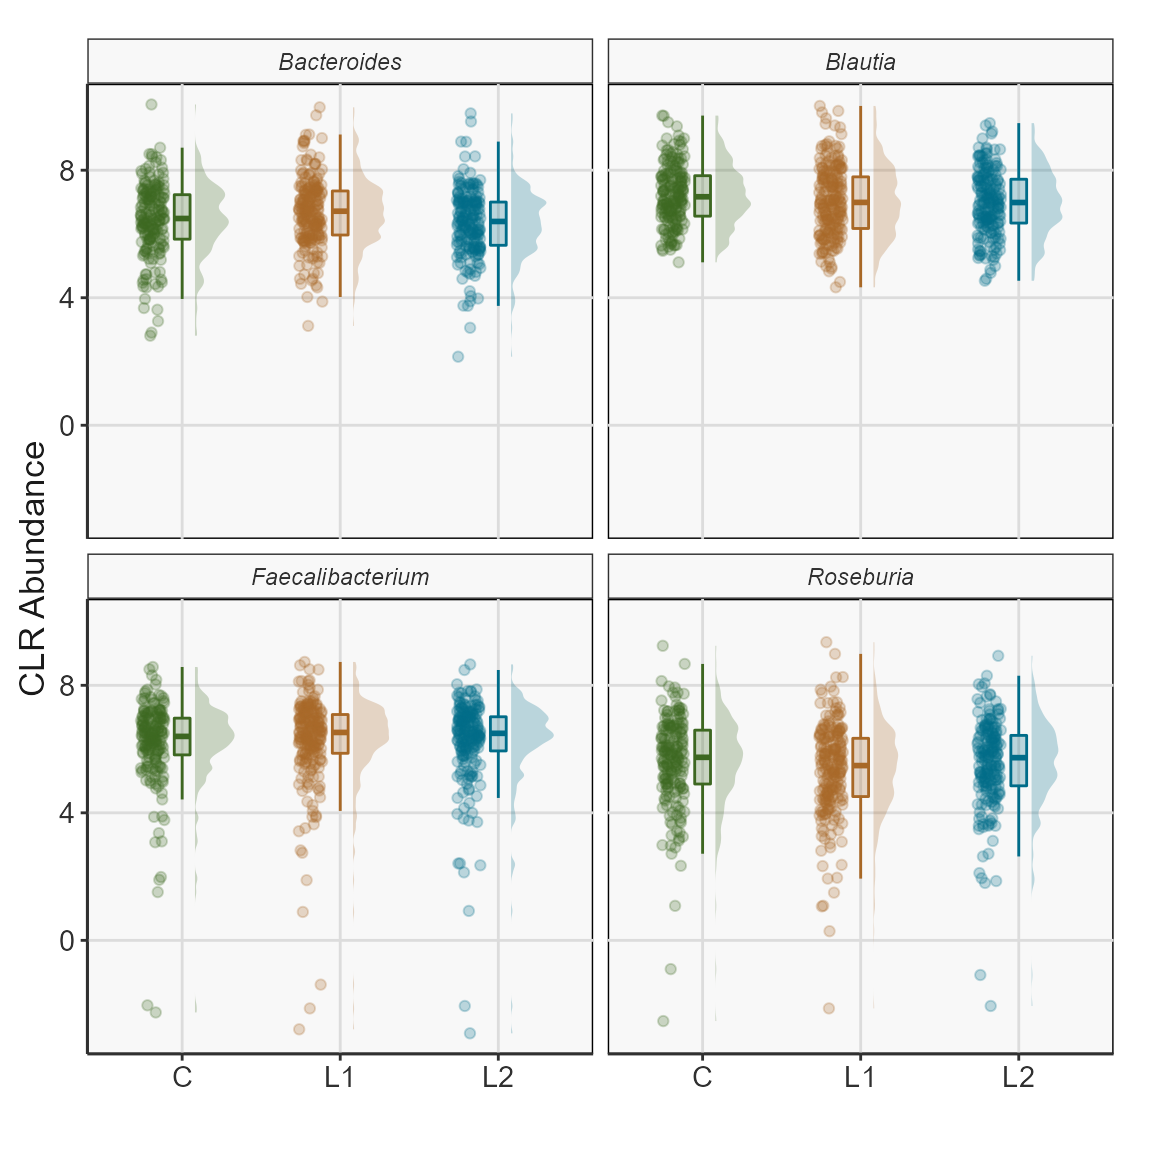 Bacteroides
Blautia
8
4
0
CLR Abundance
Faecalibacterium
Roseburia
8
4
0
C
L1
L2
C
L1
L2